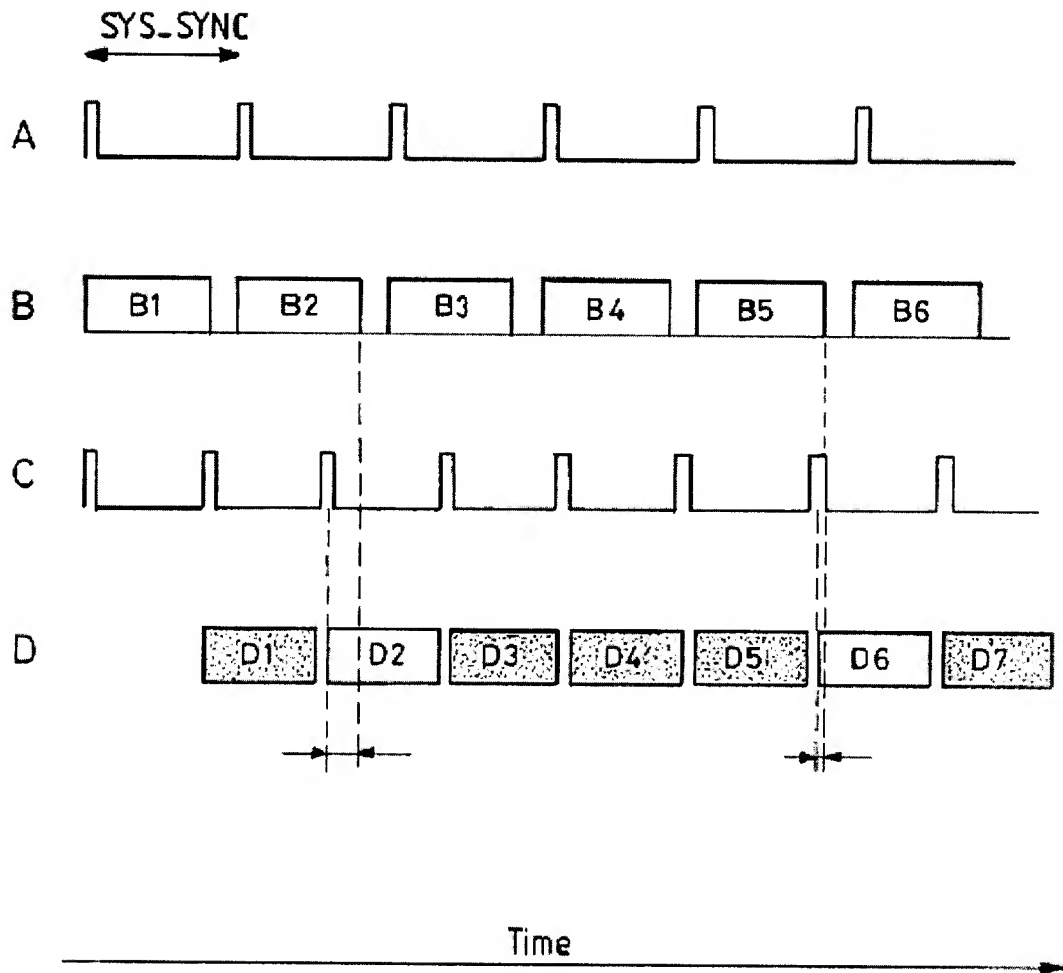 SYS_SYNC
A
B
B1 B2 B3 B4 B5 B6
C
D
D1 D2 D3 D4 D5 D6 D7
Time